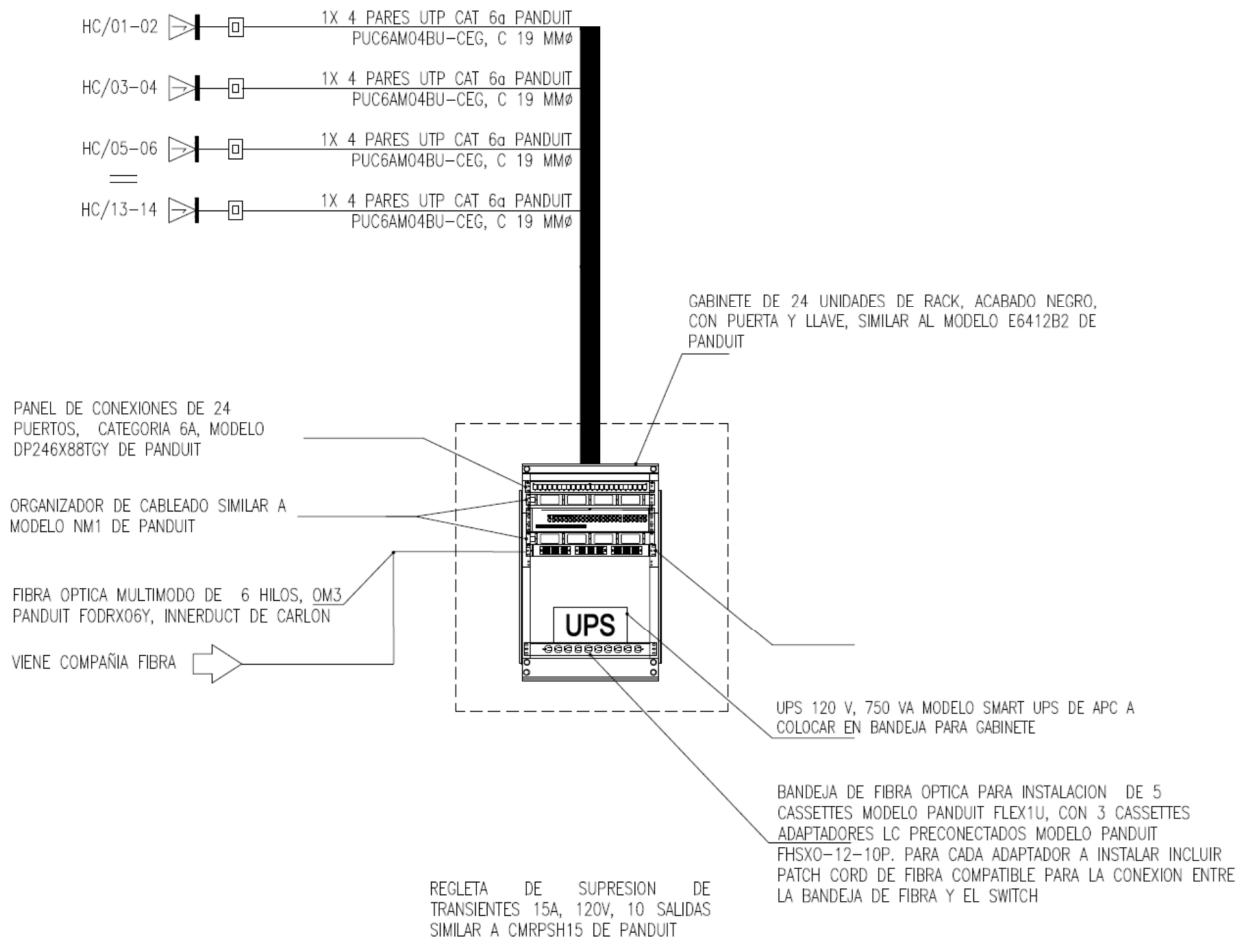 HC/01-02
1X 4 PARES UTP CAT 6a PANDUIT
PUC6AM04BU-CEG, C 19 MMø
HC/03-04
1X 4 PARES UTP CAT 6a PANDUIT
PUC6AM04BU-CEG, C 19 MMø
HC/05-06
1X 4 PARES UTP CAT 6a PANDUIT
PUC6AM04BU-CEG, C 19 MMø
HC/13-14
1X 4 PARES UTP CAT 6a PANDUIT
PUC6AM04BU-CEG, C 19 MMø
GABINETE DE 24 UNIDADES DE RACK, ACABADO NEGRO,
CON PUERTA Y LLAVE, SIMILAR AL MODELO E6412B2 DE
PANDUIT
PANEL DE CONEXIONES DE 24
PUERTOS, CATEGORIA 6A, MODELO
DP246X88TGY DE PANDUIT
ORGANIZADOR DE CABLEADO SIMILAR A
MODELO NM1 DE PANDUIT
FIBRA OPTICA MULTIMODO DE 6 HILOS, OM3
PANDUIT FODRX06Y, INNERDUCT DE CARLON
VIENE COMPAÑIA FIBRA
UPS
UPS 120 V, 750 VA MODELO SMART UPS DE APC A
COLOCAR EN BANDEJA PARA GABINETE
BANDEJA DE FIBRA OPTICA PARA INSTALACION DE 5
CASSETTES MODELO PANDUIT FLEX1U, CON 3 CASSETTES
ADAPTADORES LC PRECONECTADOS MODELO PANDUIT
FHSXO-12-10P. PARA CADA ADAPTADOR A INSTALAR INCLUIR
PATCH CORD DE FIBRA COMPATIBLE PARA LA CONEXION ENTRE
LA BANDEJA DE FIBRA Y EL SWITCH
REGLETA DE SUPRESION DE
TRANSIENTES 15A, 120V, 10 SALIDAS
SIMILAR A CMRPSH15 DE PANDUIT